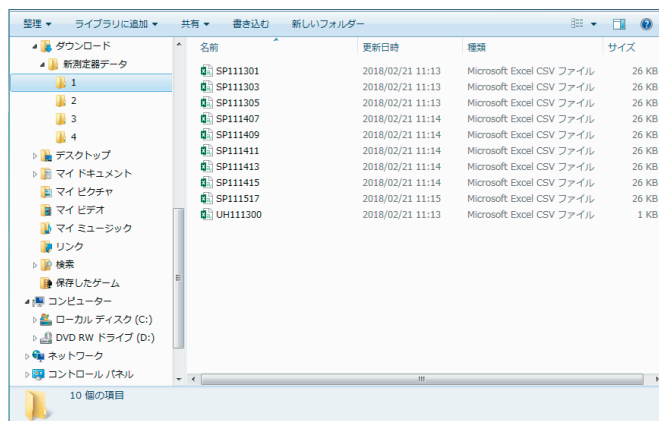 整理 ライブラリに追加 共有 書き込む 新しいフォルダー
ダウンロード
新測定器データ
1
2
3
4
デスクトップ
マイ ドキュメント
マイ ピクチャ
マイ ビデオ
マイ ミュージック
リンク
検索
保存したゲーム
コンピューター
ローカル ディスク (C:)
DVD RW ドライブ (D:)
ネットワーク
コントロール パネル
名前 更新日時 種類 サイズ
SP111301 2018/02/21 11:13 Microsoft Excel CSV ファイル 26 KB
SP111303 2018/02/21 11:13 Microsoft Excel CSV ファイル 26 KB
SP111305 2018/02/21 11:13 Microsoft Excel CSV ファイル 26 KB
SP111407 2018/02/21 11:14 Microsoft Excel CSV ファイル 26 KB
SP111409 2018/02/21 11:14 Microsoft Excel CSV ファイル 26 KB
SP111411 2018/02/21 11:14 Microsoft Excel CSV ファイル 26 KB
SP111413 2018/02/21 11:14 Microsoft Excel CSV ファイル 26 KB
SP111415 2018/02/21 11:14 Microsoft Excel CSV ファイル 26 KB
SP111517 2018/02/21 11:15 Microsoft Excel CSV ファイル 26 KB
UH111300 2018/02/21 11:13 Microsoft Excel CSV ファイル 1 KB
10 個の項目